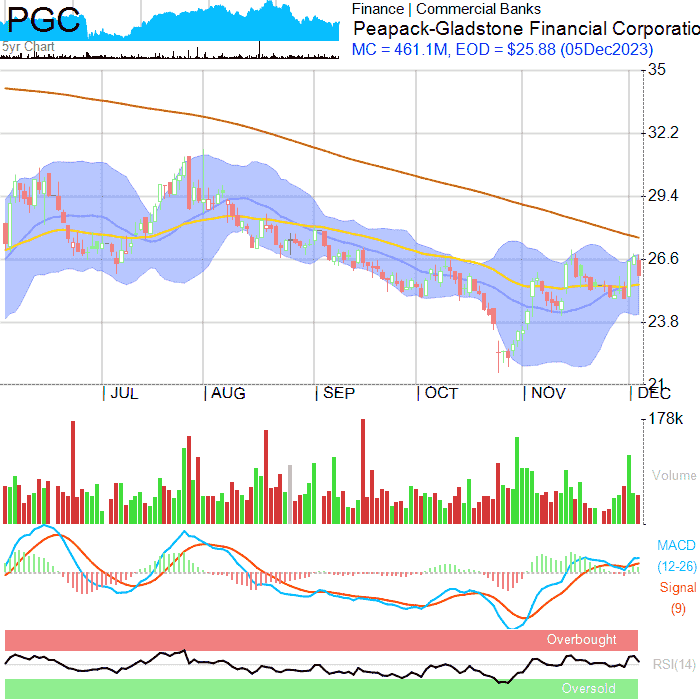 PGC
5yr Chart
Finance | Commercial Banks
Peapack-Gladstone Financial Corporatio
MC = 461.1M, EOD = $25.88 (05Dec2023)
35
32.2
29.4
26.6
23.8
21
JUL
AUG
SEP
OCT
NOV
DEC
178k
Volume
MACD
(12-26)
Signal
(9)
Overbought
RSI(14)
Oversold